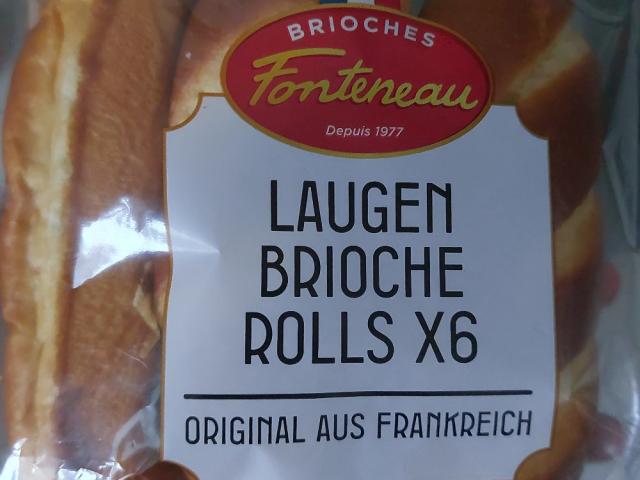 BRIOCHES
Fonteneau
Depuis 1977
LAUGEN
BRIOCHE
ROLLS X6
ORIGINAL AUS FRANKREICH